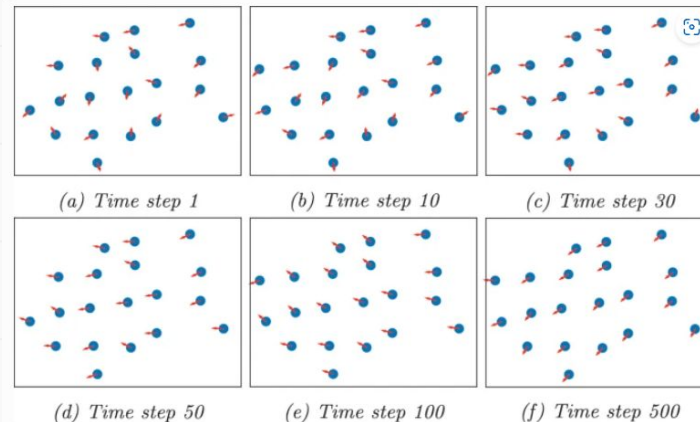 (a) Time step 1
(b) Time step 10
(c) Time step 30
(d) Time step 50
(e) Time step 100
(f) Time step 500